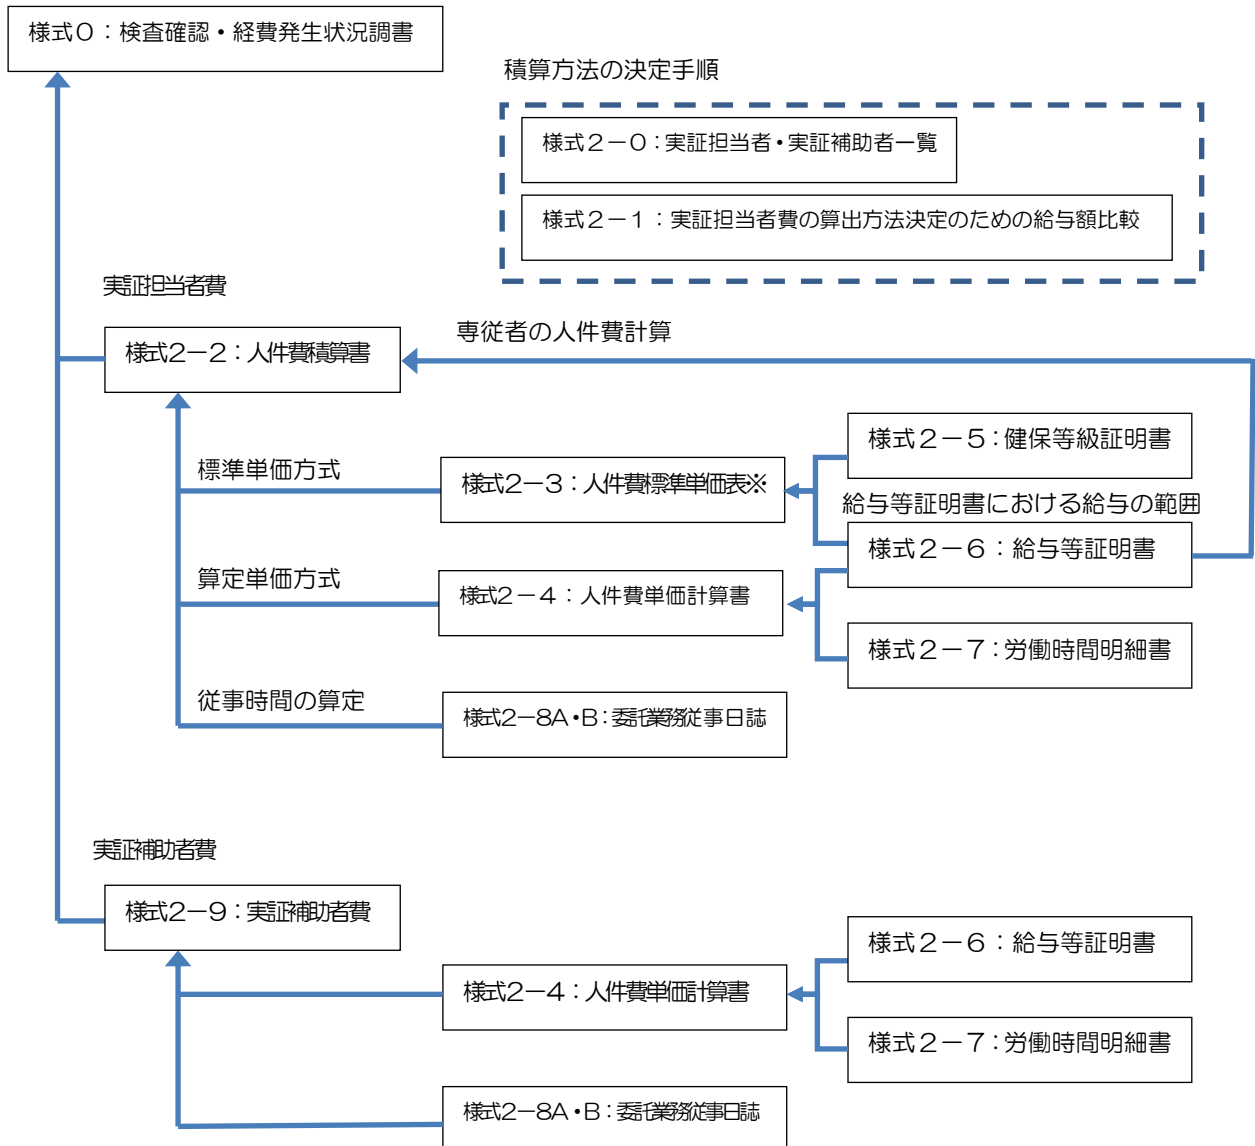 様式0：検査確認・経費発生状況調書
積算方法の決定手順
様式2－0：実証担当者・実証補助者一覧
様式2－1：実証担当者費の算出方法決定のための給与額比較
実証担当者費
様式2－2：人件費積算書
専従者の人件費計算
標準単価方式
様式2－3：人件費標準単価表※
様式2－5：健保等級証明書
給与等証明書における給与の範囲
様式2－6：給与等証明書
算定単価方式
様式2－4：人件費単価計算書
様式2－7：労働時間明細書
従事時間の算定
様式2－8A・B：委託業務従事日誌
実証補助者費
様式2－9：実証補助者費
様式2－6：給与等証明書
様式2－4：人件費単価計算書
様式2－7：労働時間明細書
様式2－8A・B：委託業務従事日誌